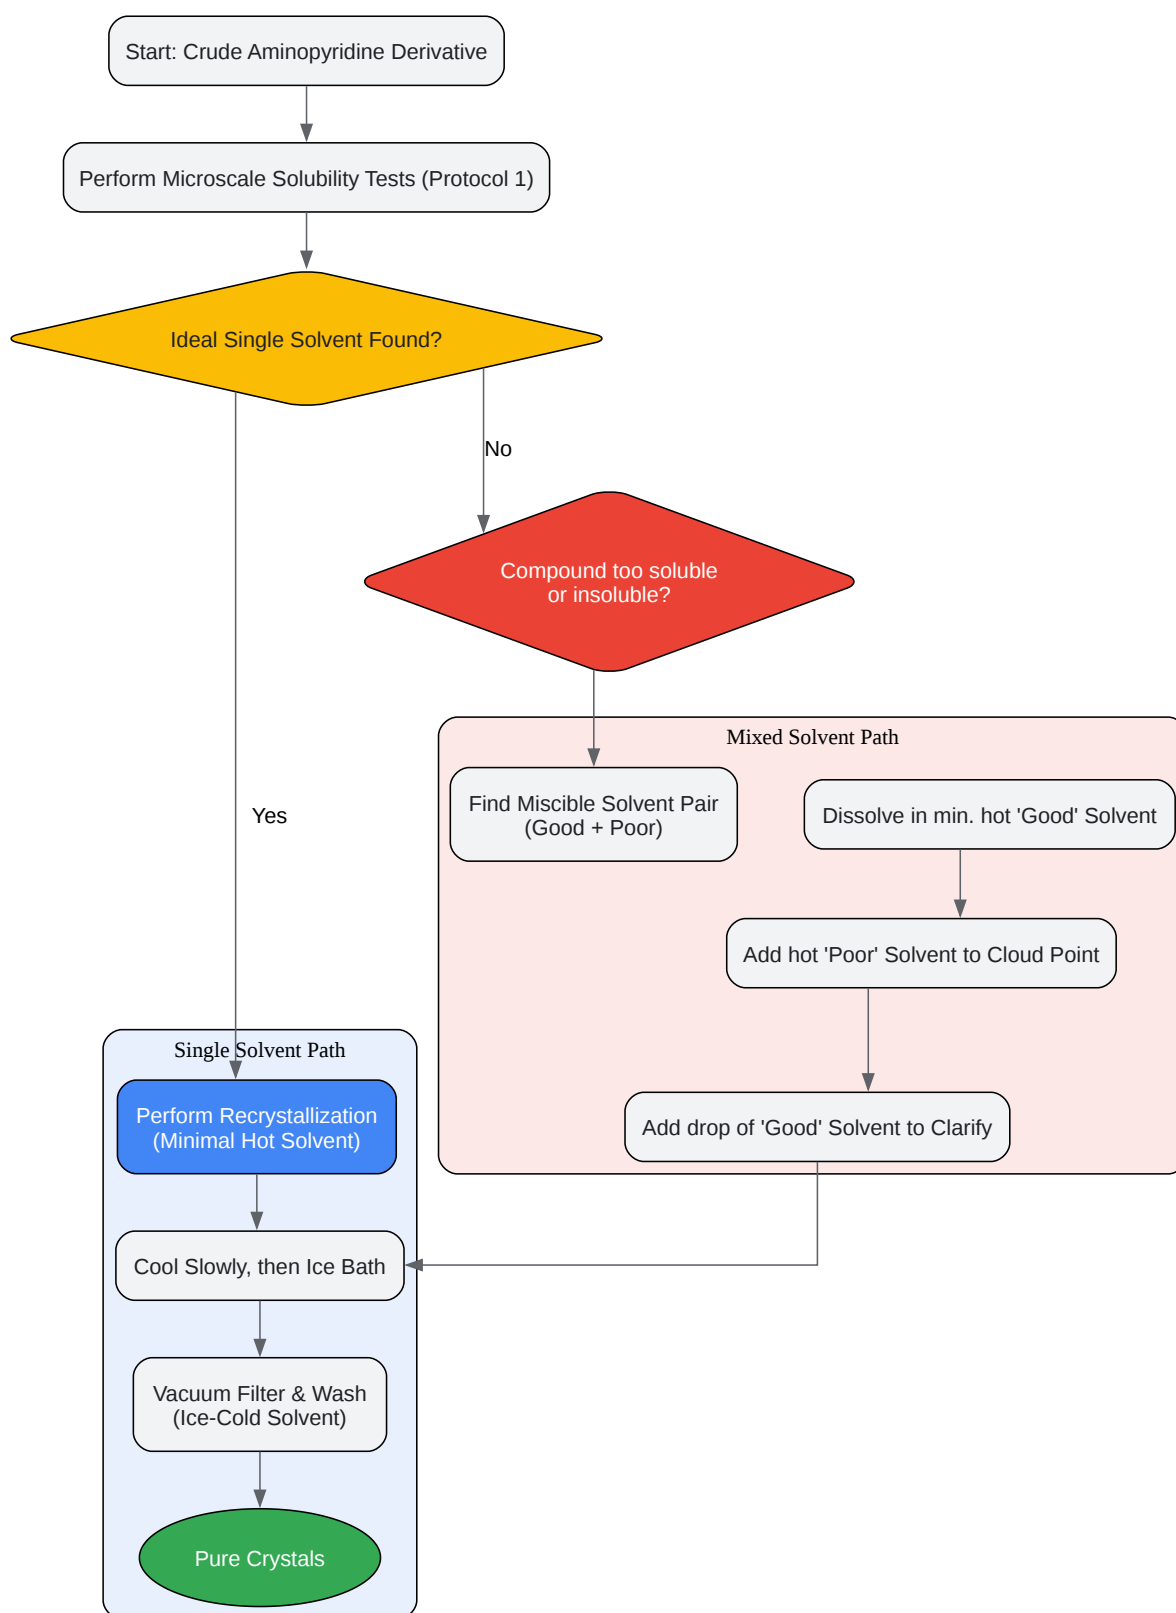 Start: Crude Aminopyridine Derivative
Perform Microscale Solubility Tests (Protocol 1)
Ideal Single Solvent Found?
No
Compound too soluble
or insoluble?
Mixed Solvent Path
Find Miscible Solvent Pair
(Good + Poor)
Dissolve in min. hot 'Good' Solvent
Yes
Add hot 'Poor' Solvent to Cloud Point
Add drop of 'Good' Solvent to Clarify
Single Solvent Path
Perform Recrystallization
(Minimal Hot Solvent)
Cool Slowly, then Ice Bath
Vacuum Filter & Wash
(Ice-Cold Solvent)
Pure Crystals